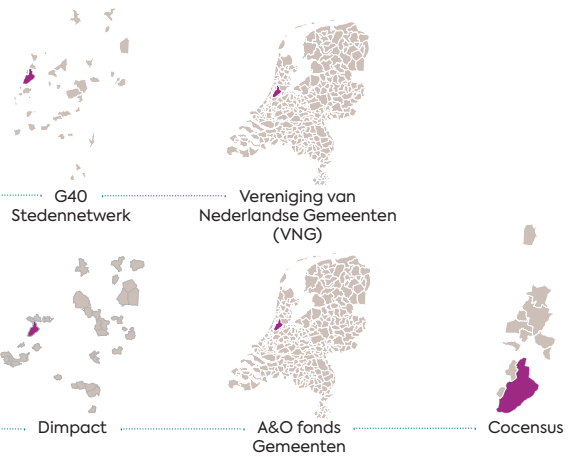 G40
Stedennetwerk
Vereniging van
Nederlandse Gemeenten
(VNG)
Dimpact
A&O fonds
Gemeenten
Cocensus